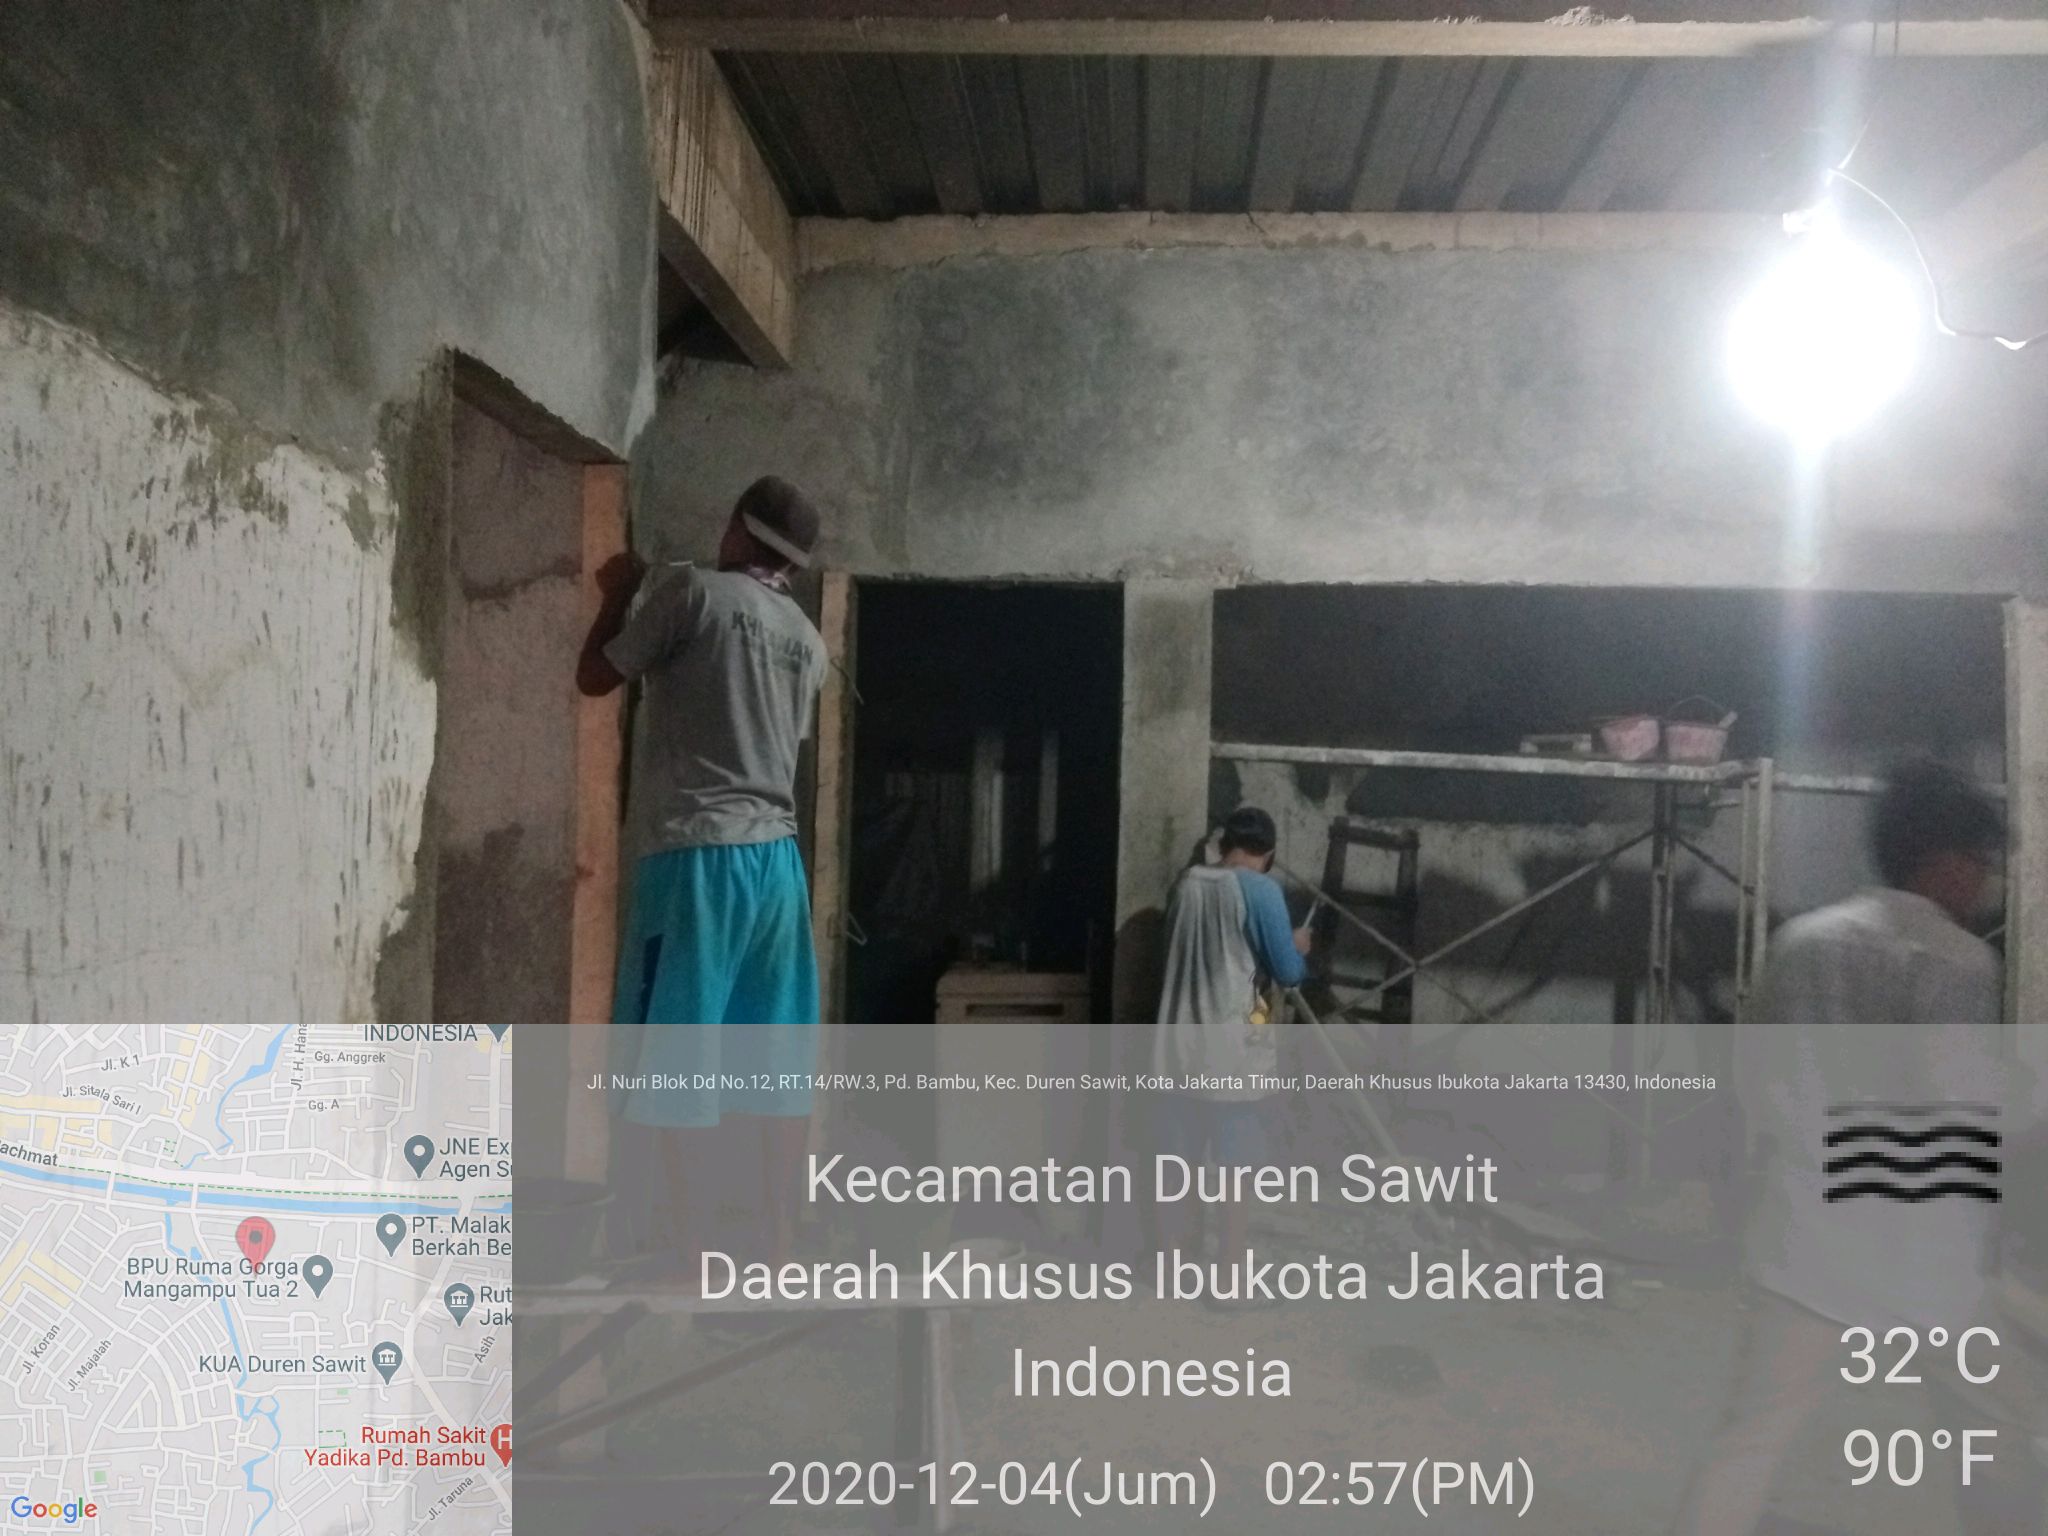 INDONESIA
Jl. K 1
Gg. Anggrek
Jl. H. Hana
Jl. Sitala Sari I
Gg. A
achmat
JNE Ex
Agen S
PT. Malak
Berkah Be
BPU Ruma Gorga
Mangampu Tua 2
Rut
Jak
Jl. Koran
Jl. Majalah
Asih
KUA Duren Sawit
Rumah Sakit
Yadika Pd. Bambu
H
Jl. Taruna
Google
Jl. Nuri Blok Dd No.12, RT.14/RW.3, Pd. Bambu, Kec. Duren Sawit, Kota Jakarta Timur, Daerah Khusus Ibukota Jakarta 13430, Indonesia
Kecamatan Duren Sawit
Daerah Khusus Ibukota Jakarta
Indonesia
2020-12-04(Jum) 02:57(PM)
32°C
90°F